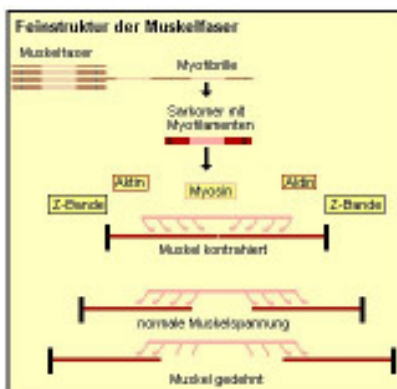 Feinstruktur der Muskelfaser
Muskelfaser
Myofibrille
Sarkomer mit
Myofilamenten
Aktin
Myosin
Aktin
Z-Bande
Z-Bande
Muskel kontrahiert
normale Muskelspannung
Muskel gedehnt